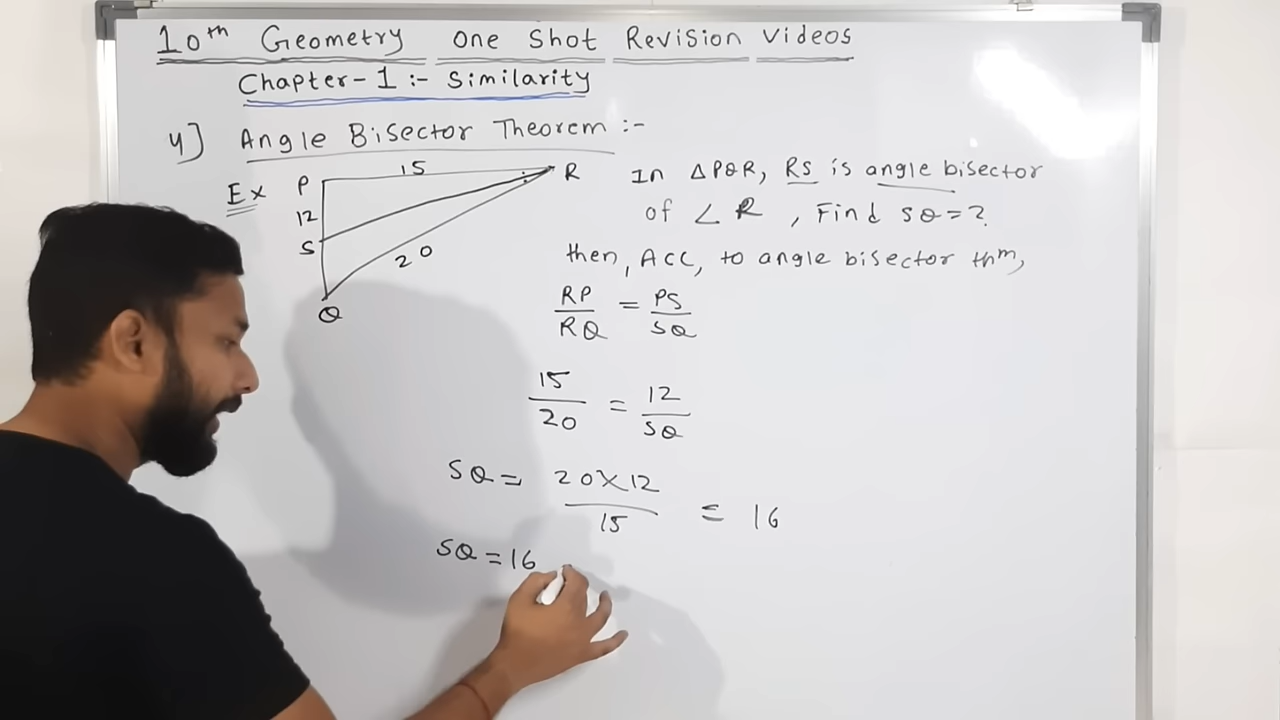 10th Geometry One Shot Revision Videos
Chapter-1:- Similarity
4] Angle Bisector Theorem:-
Ex
P 15 R
12
S
20
Q
In ΔPQR, RS is angle bisector
of ∠R, Find SQ=?
then, Acc, to angle bisector thm,
RP/RQ = PS/SQ
15/20 = 12/SQ
SQ = 20×12/15 = 16
SQ = 16